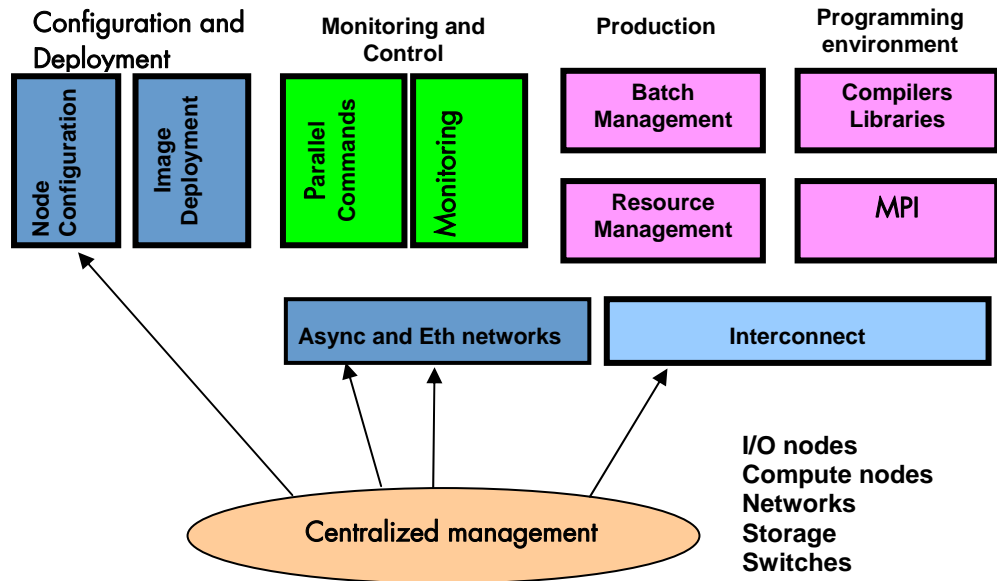 Configuration and
Deployment
Monitoring and
Control
Production
Programming
environment
Node
Configuration
Image
Deployment
Parallel
Commands
Monitoring
Batch
Management
Compilers
Libraries
Resource
Management
MPI
Async and Eth networks
Interconnect
Centralized management
I/O nodes
Compute nodes
Networks
Storage
Switches